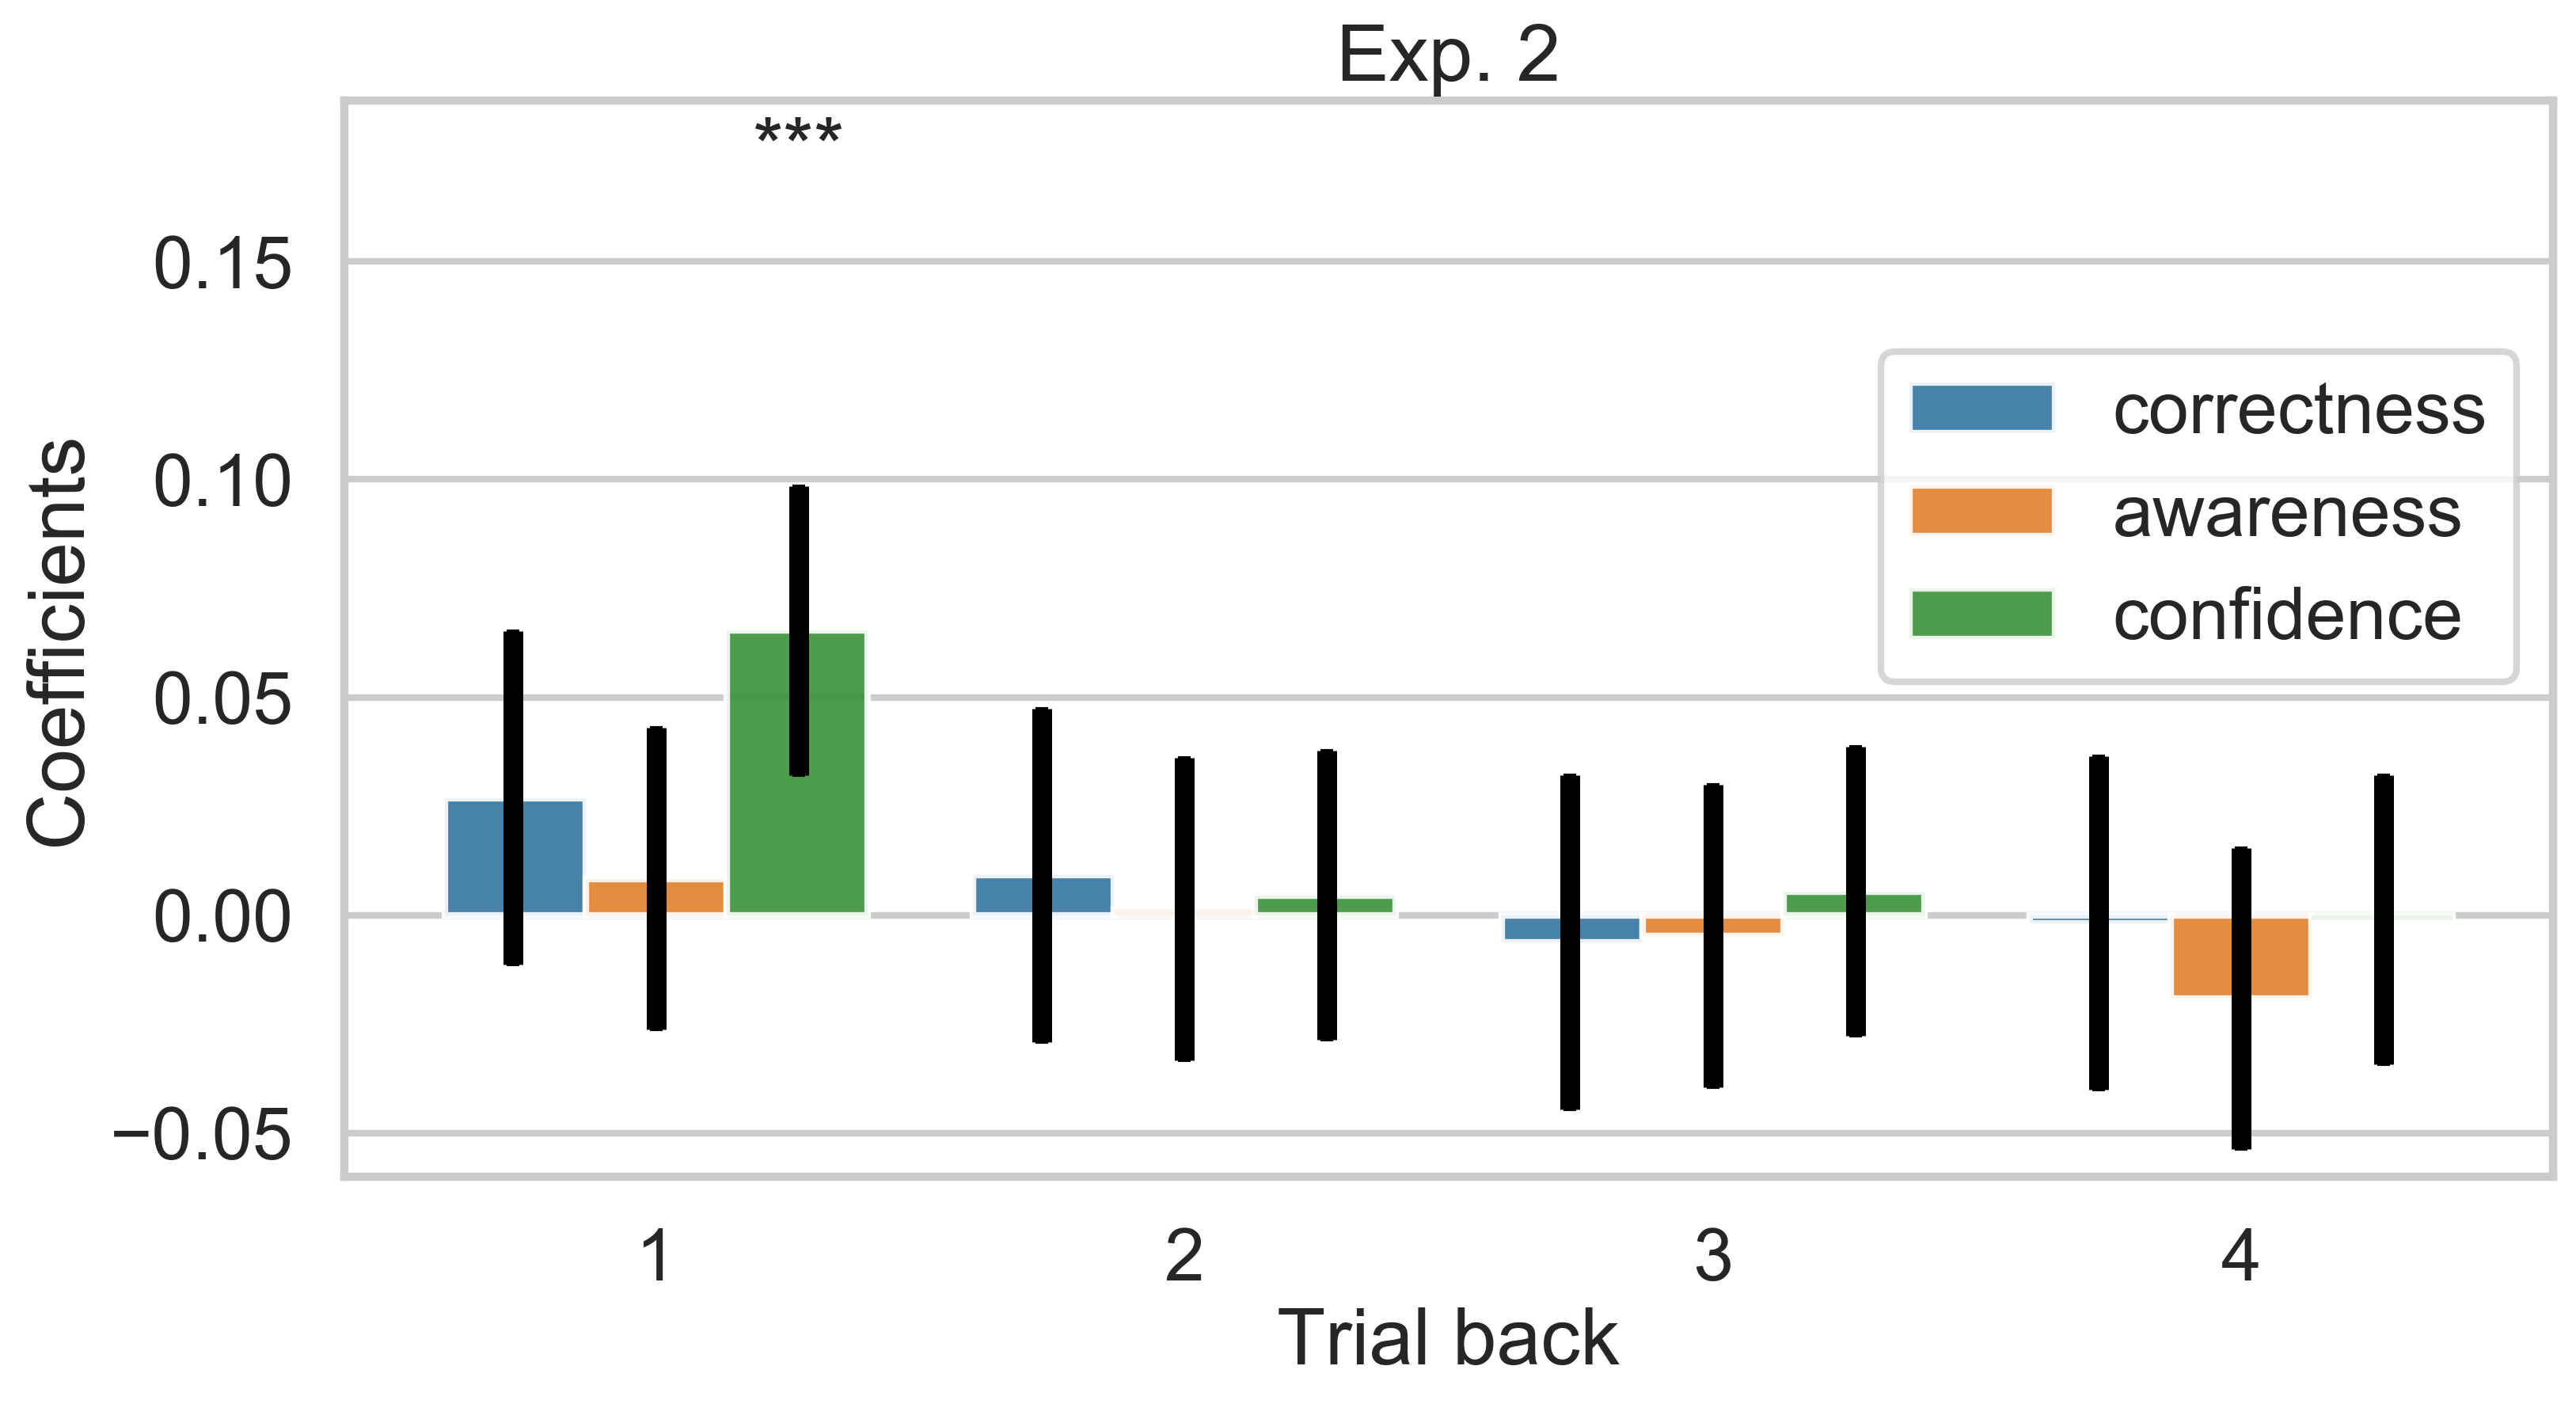 Exp. 2
***
0.15
0.10
0.05
0.00
−0.05
Coefficients
correctness
awareness
confidence
1 2 3 4
Trial back